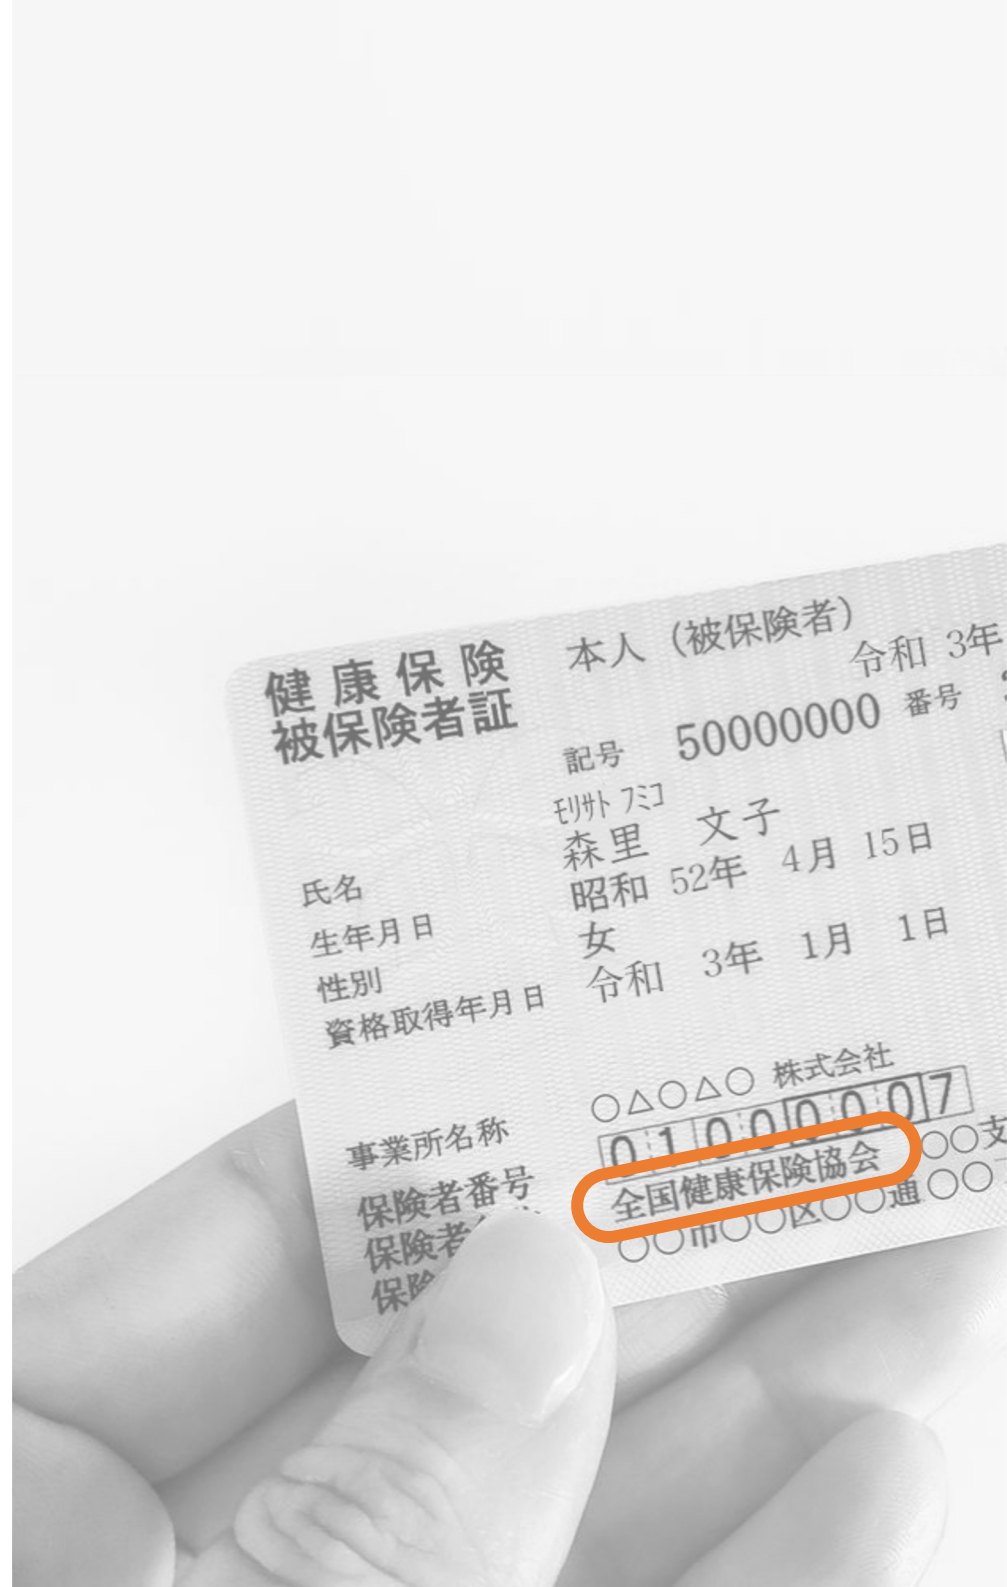 健康保険 本人（被保険者）
被保険者証 令和 3年
記号 50000000 番号
モリサト フミコ
氏名 森里 文子
生年月日 昭和 52年 4月 15日
性別 女
資格取得年月日 令和 3年 1月 1日
事業所名称 ○△○△○ 株式会社
保険者番号 01000007
保険者 全国健康保険協会 ○○支
保険 ○○市○○区○○通○○